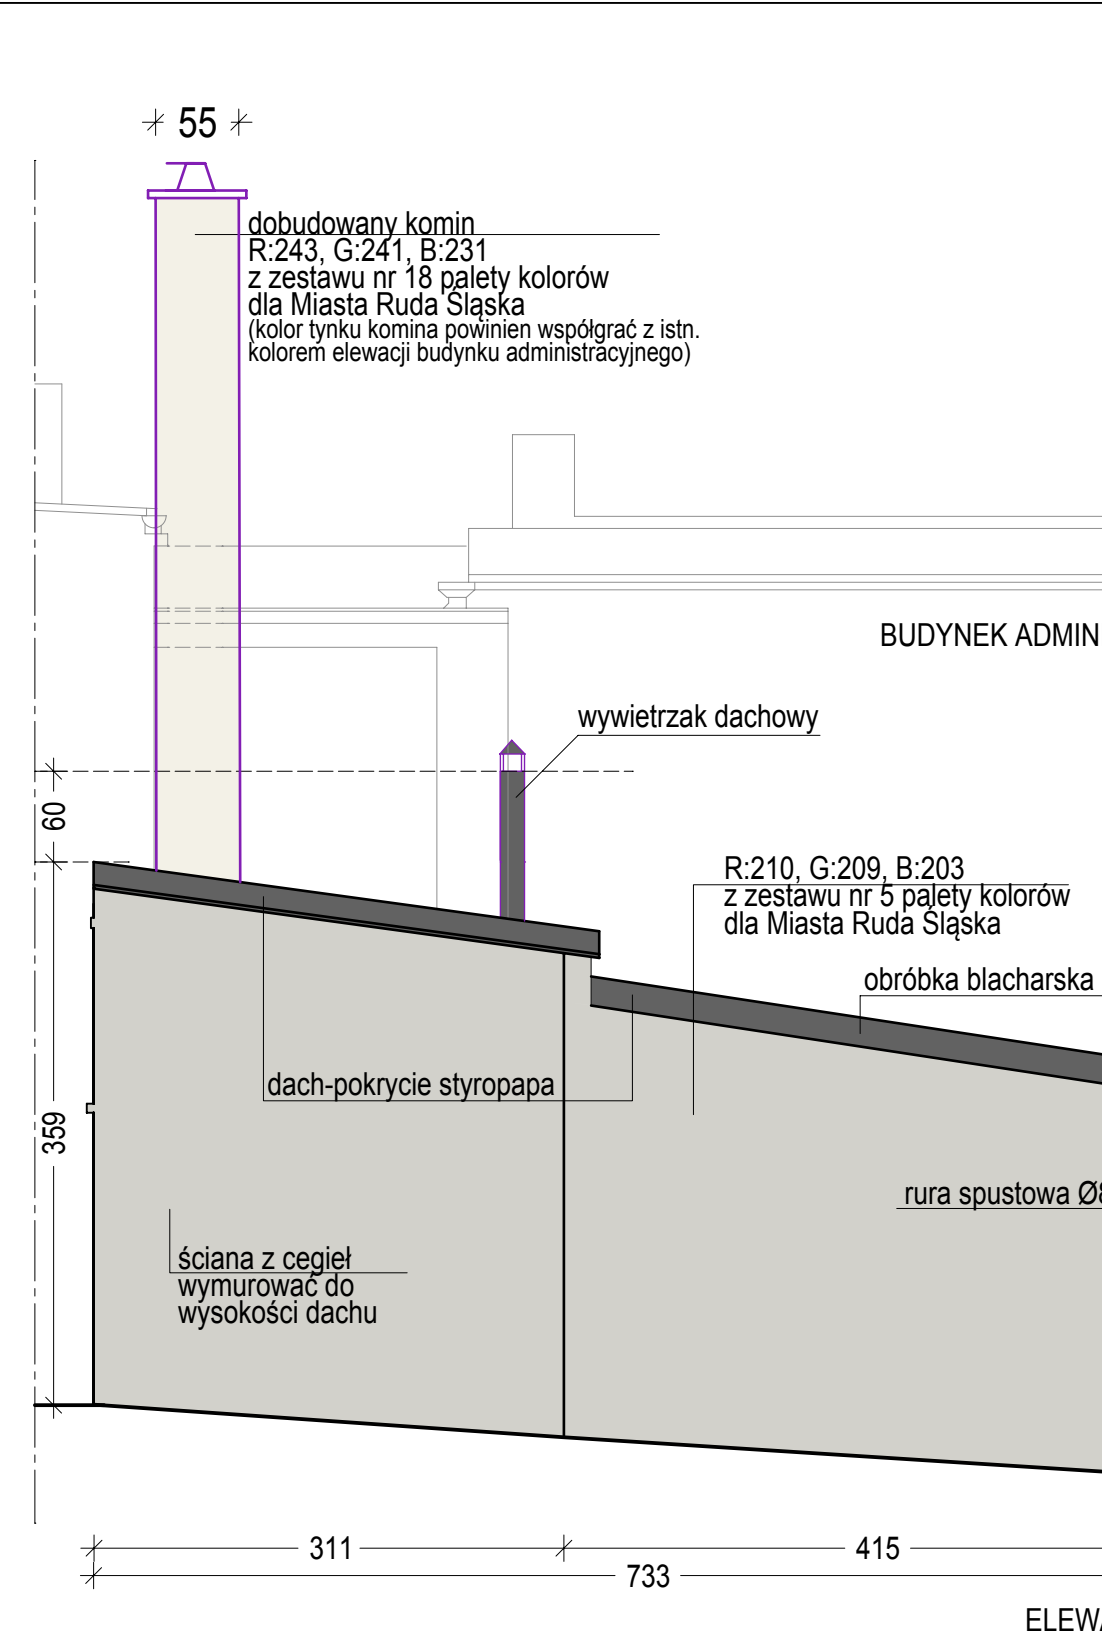 55
dobudowany komin
R:243, G:241, B:231
z zestawu nr 18 palety kolorów
dla Miasta Ruda Śląska
(kolor tynku komina powinien współgrać z istn.
kolorem elewacji budynku administracyjnego)
BUDYNEK ADMIN
wywietrzak dachowy
60
R:210, G:209, B:203
z zestawu nr 5 palety kolorów
dla Miasta Ruda Śląska
obróbka blacharska
dach-pokrycie styropapa
359
rura spustowa Ø8
ściana z cegieł
wymurować do
wysokości dachu
311
415
733
ELEWA